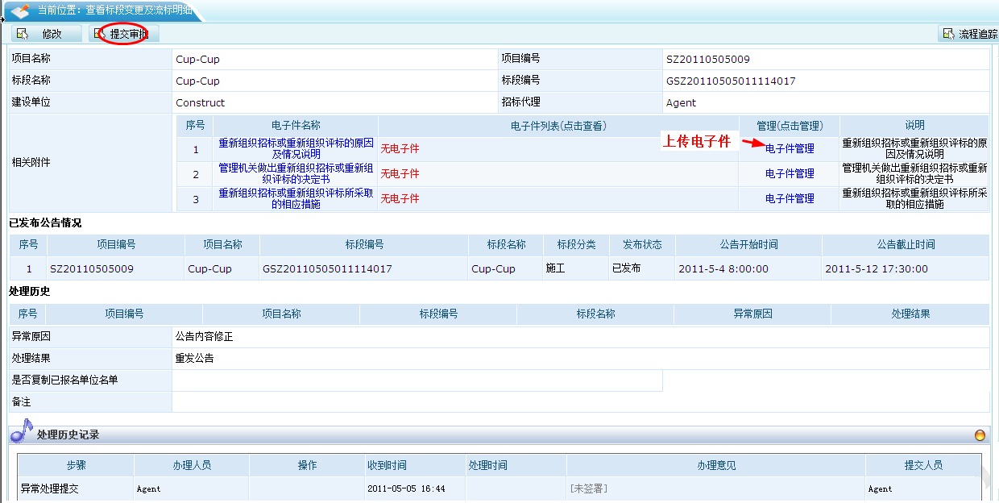 当前位置：查看标段变更及流标明细
修改 提交审批 流程追踪
项目名称 Cup-Cup 项目编号 SZ20110505009
标段名称 Cup-Cup 标段编号 GSZ20110505011114017
建设单位 Construct 招标代理 Agent
相关附件
序号 电子件名称 电子件列表(点击查看) 管理(点击管理) 说明
上传电子件
1 重新组织招标或重新组织评标的原因 无电子件 电子件管理 重新组织招标或重新组织评标的原
及情况说明 因及情况说明
2 管理机关做出重新组织招标或重新组 无电子件 电子件管理 管理机关做出重新组织招标或重新
织评标的决定书 组织评标的决定书
3 重新组织招标或重新组织评标所采取 无电子件 电子件管理 重新组织招标或重新组织评标所采
的相应措施 取的相应措施
已发布公告情况
序号 项目编号 项目名称 标段编号 标段名称 标段分类 发布状态 公告开始时间 公告截止时间
1 SZ20110505009 Cup-Cup GSZ20110505011114017 Cup-Cup 施工 已发布 2011-5-4 8:00:00 2011-5-12 17:30:00
处理历史
序号 项目编号 项目名称 标段编号 标段名称 异常原因 处理结果
异常原因 公告内容修正
处理结果 重发公告
是否复制已报名单位名单
备注
处理历史记录
步骤 办理人员 操作 收到时间 处理时间 办理意见 提交人员
异常处理提交 Agent 2011-05-05 16:44 [未签署] Agent